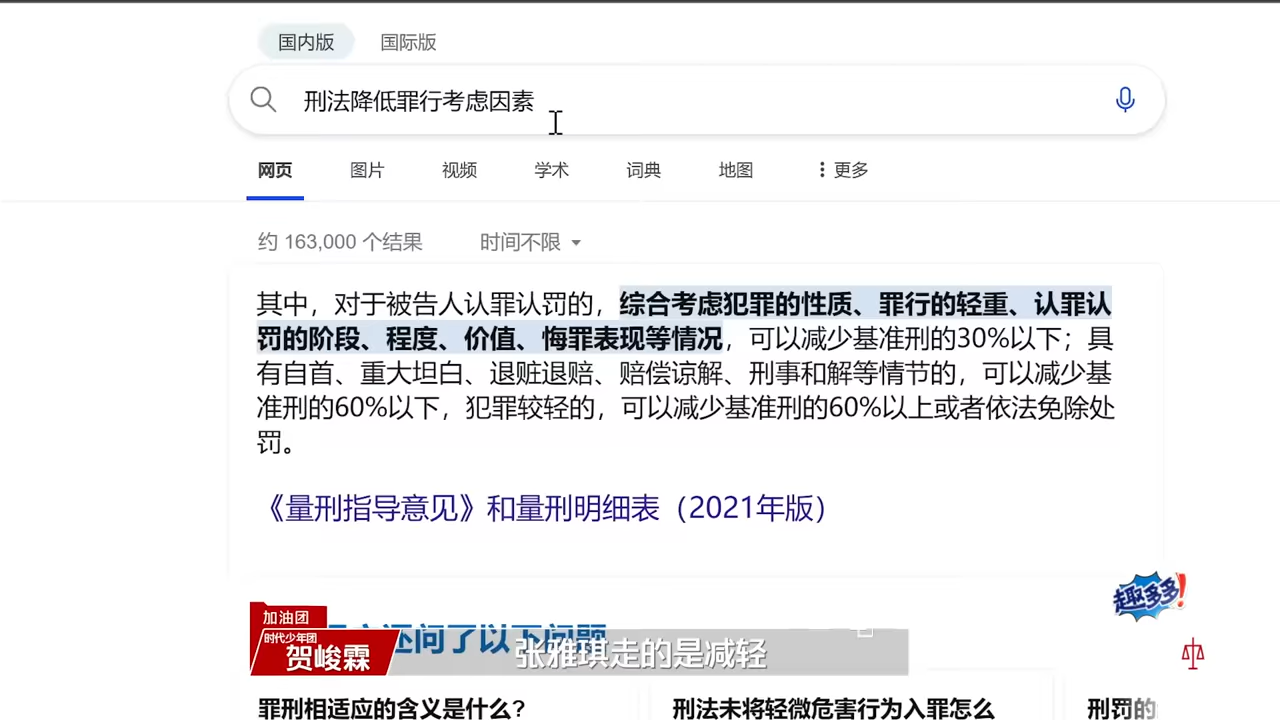 国内版 国际版
刑法降低罪行考虑因素
网页 图片 视频 学术 词典 地图 更多
约 163,000 个结果 时间不限
其中，对于被告人认罪认罚的，综合考虑犯罪的性质、罪行的轻重、认罪认
罚的阶段、程度、价值、悔罪表现等情况，可以减少基准刑的30%以下；具
有自首、重大坦白、退赃退赔、赔偿谅解、刑事和解等情节的，可以减少基
准刑的60%以下，犯罪较轻的，可以减少基准刑的60%以上或者依法免除处
罚。
《量刑指导意见》和量刑明细表（2021年版）
趣多多!
加油团
还问了以下问题
时代少年团
贺峻霖
张雅琪走的是减轻
罪刑相适应的含义是什么?
刑法未将轻微危害行为入罪怎么
刑罚的